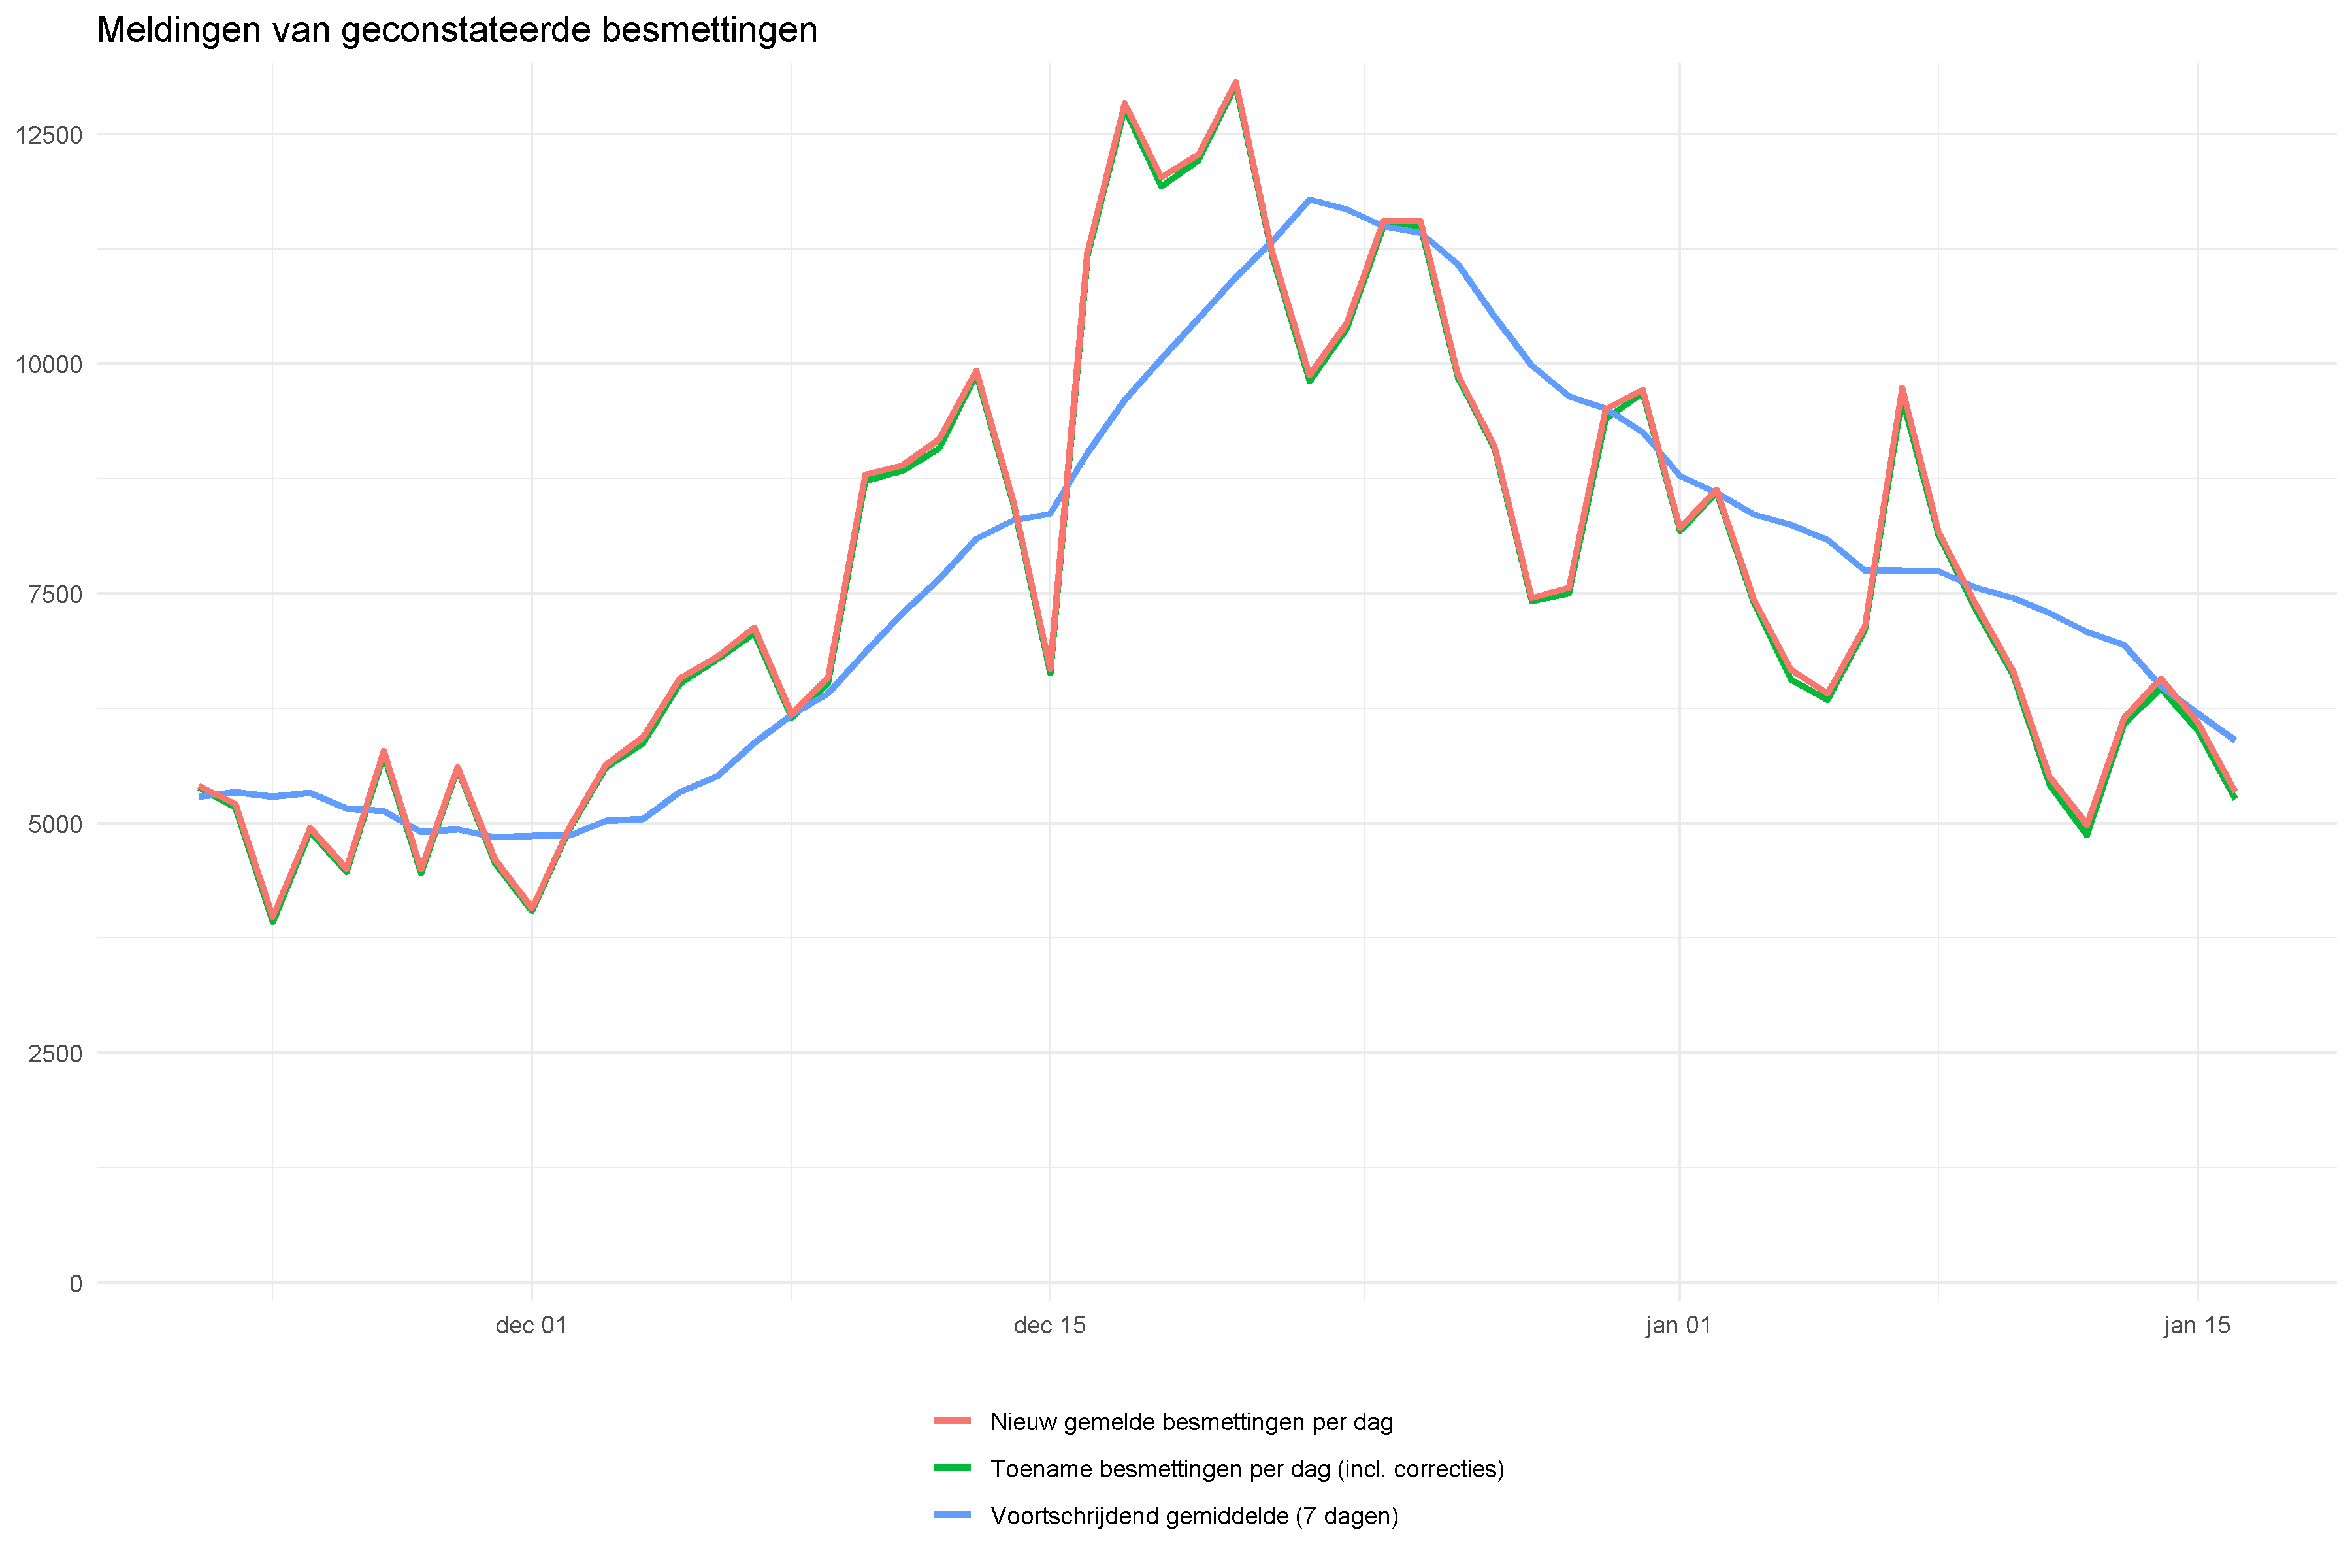 Meldingen van geconstateerde besmettingen
12500
10000
7500
5000
2500
0
dec 01
dec 15
jan 01
jan 15
Nieuw gemelde besmettingen per dag
Toename besmettingen per dag (incl. correcties)
Voortschrijdend gemiddelde (7 dagen)